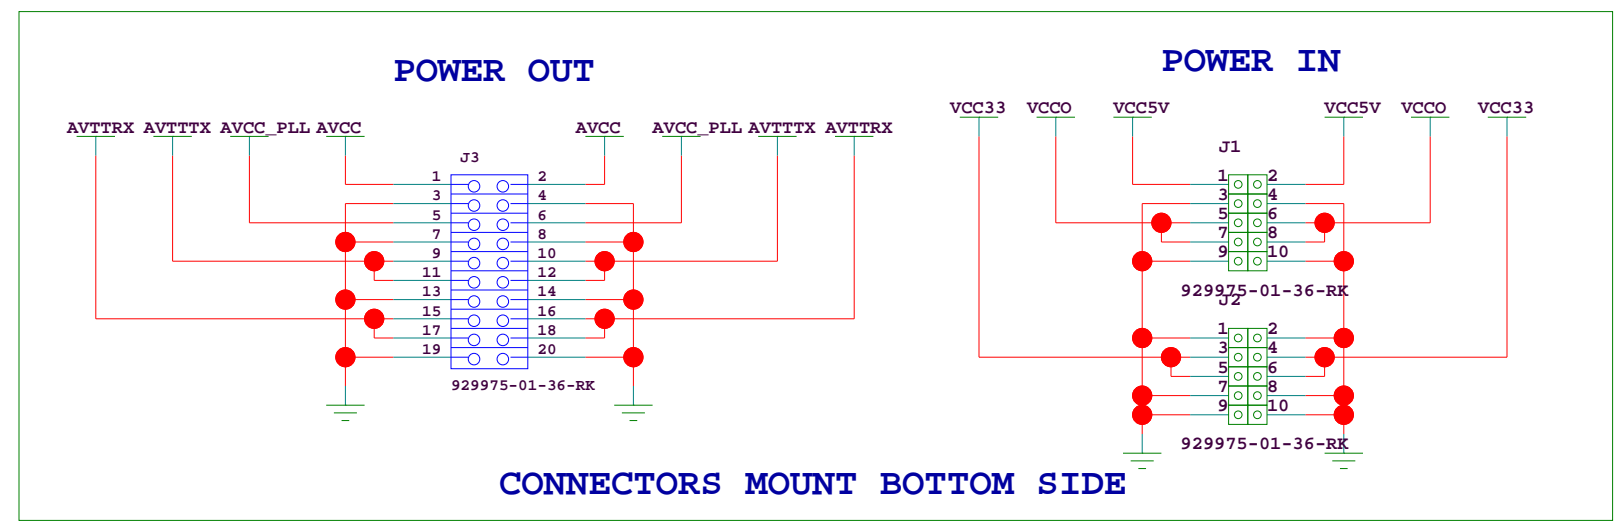 POWER OUT
POWER IN
AVTTRX AVTTTX AVCC_PLL AVCC
AVCC AVCC_PLL AVTTTX AVTTRX
VCC33 VCCO VCC5V
VCC5V VCCO VCC33
J3
1 2
3 4
5 6
7 8
9 10
11 12
13 14
15 16
17 18
19 20
929975-01-36-RK
J1
1 2
3 4
5 6
7 8
9 10
929975-01-36-RK
J2
1 2
3 4
5 6
7 8
9 10
929975-01-36-RK
CONNECTORS MOUNT BOTTOM SIDE